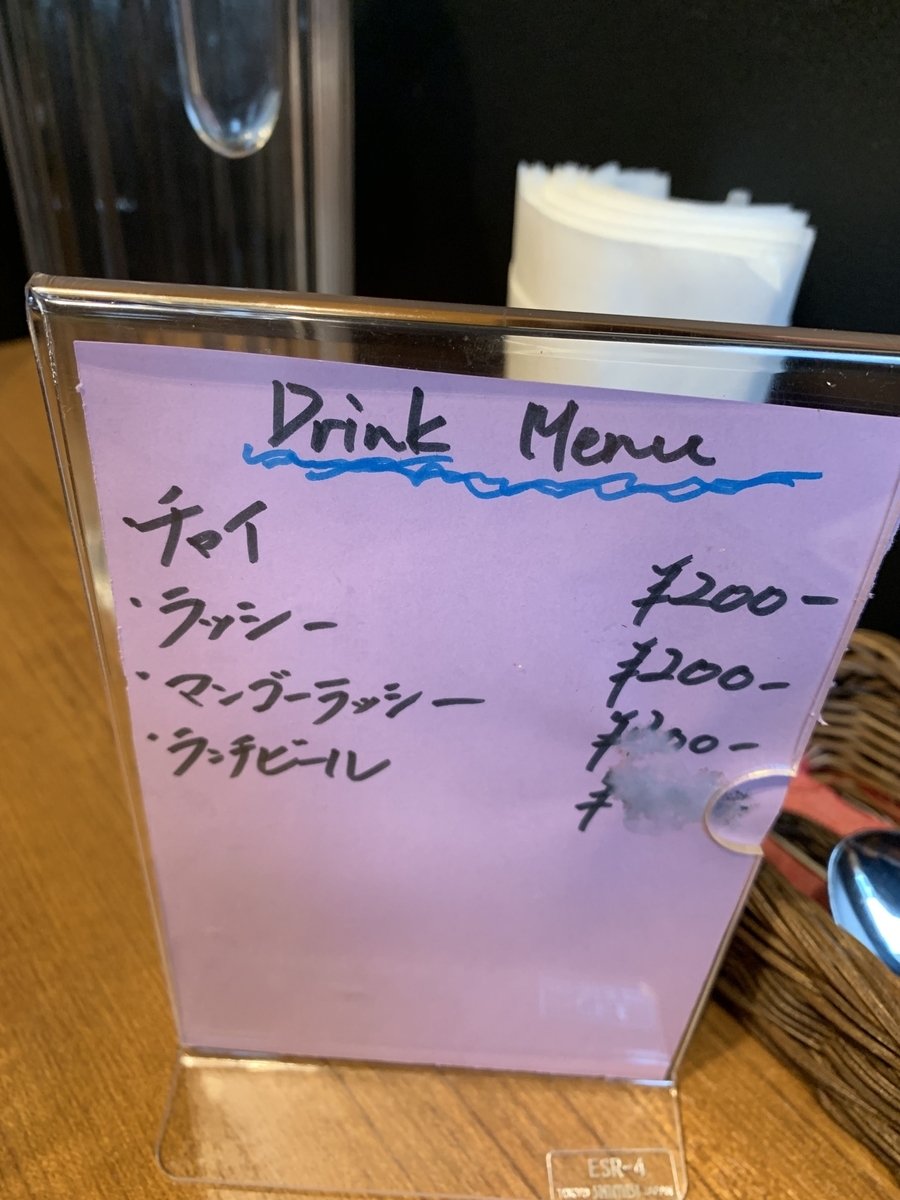 Drink Menu
・チャイ ¥200-
・ラッシー ¥200-
・マンゴーラッシー
・ランチビール
ESR-4